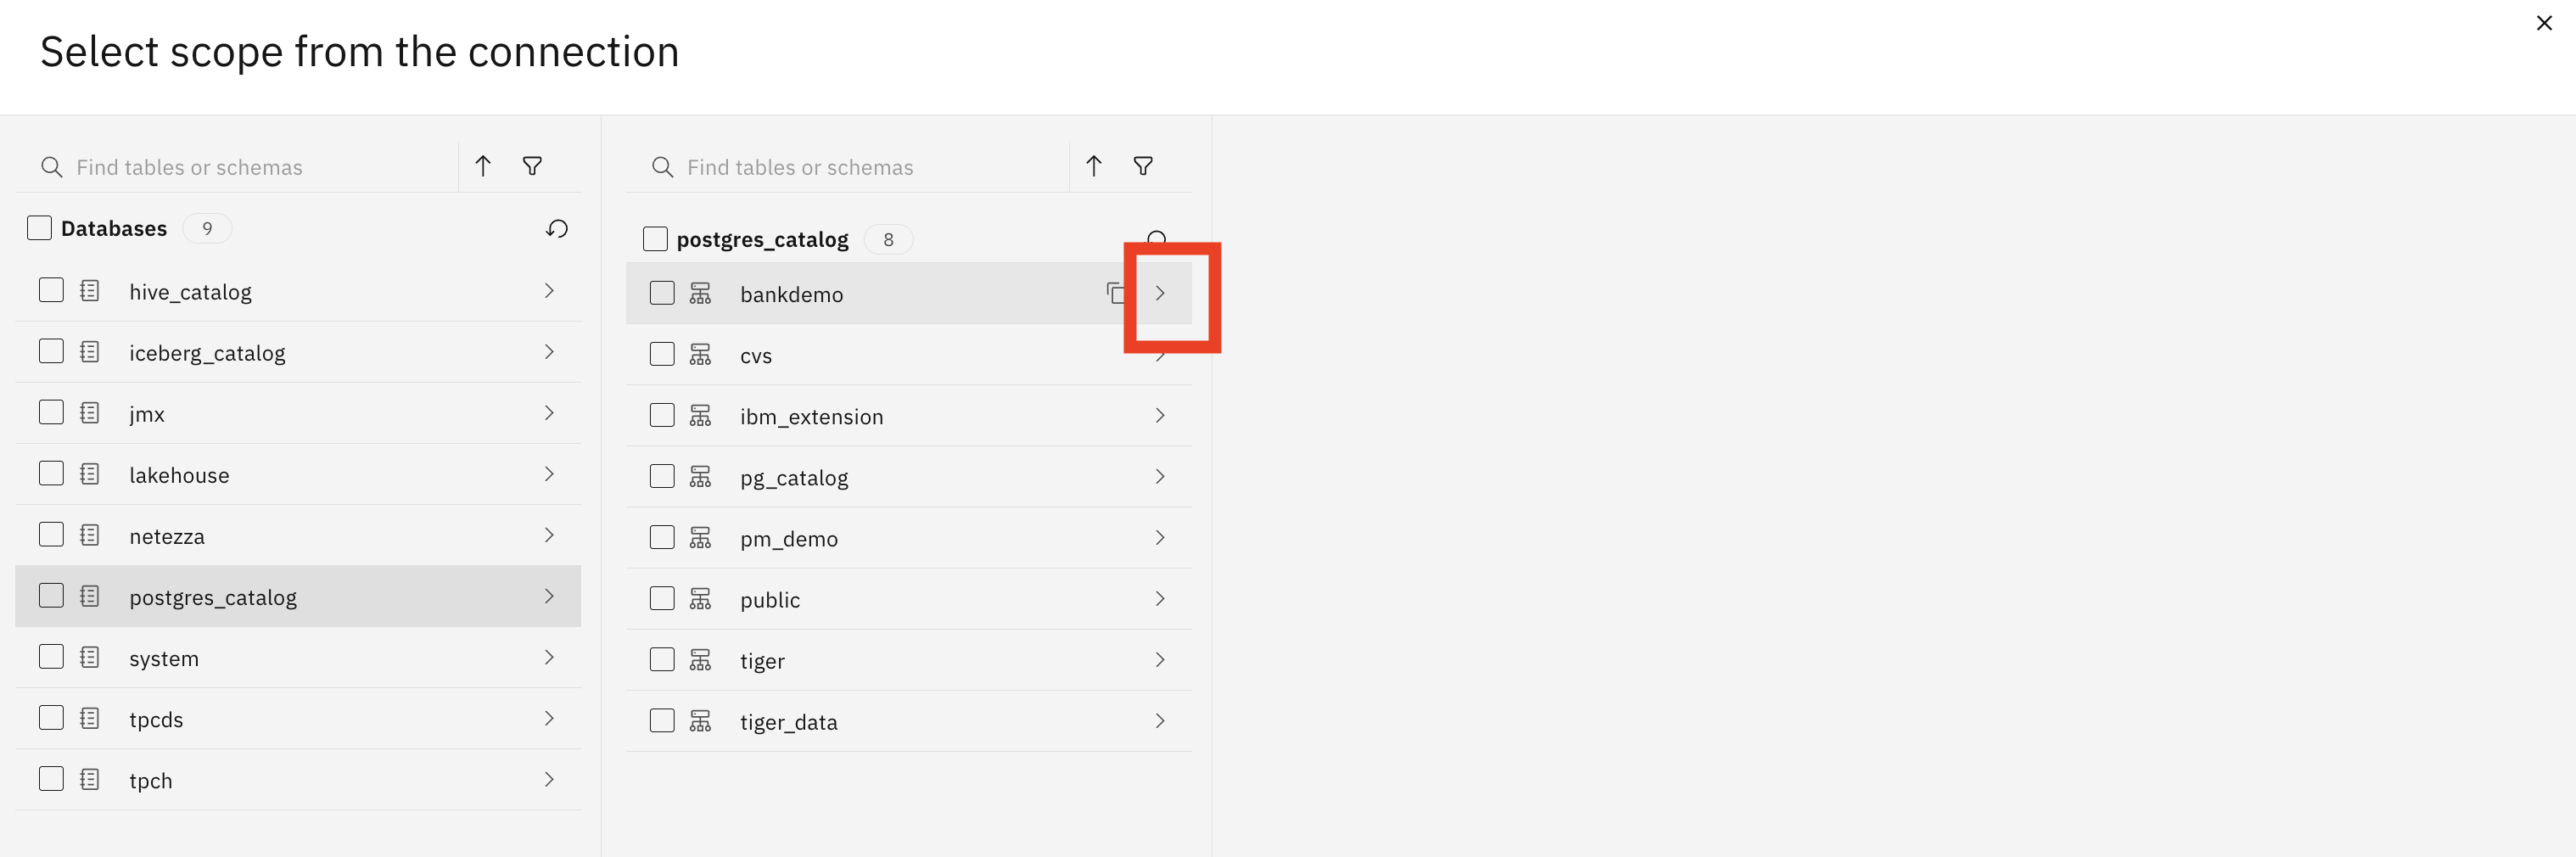 Select scope from the connection
Find tables or schemas
Databases 9
hive_catalog
iceberg_catalog
jmx
lakehouse
netezza
postgres_catalog
system
tpcds
tpch
Find tables or schemas
postgres_catalog 8
bankdemo
cvs
ibm_extension
pg_catalog
pm_demo
public
tiger
tiger_data